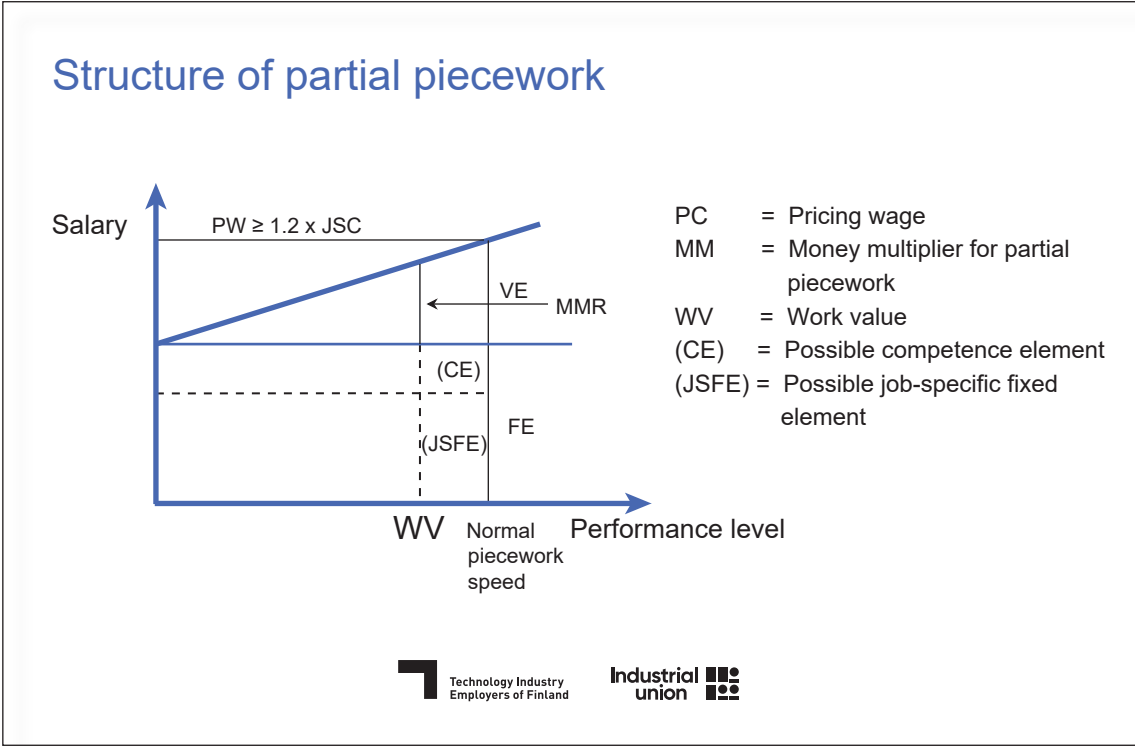 Structure of partial piecework
Salary
PW ≥ 1.2 x JSC
VE
MMR
(CE)
(JSFE)
FE
WV
Normal
piecework
speed
Performance level
PC = Pricing wage
MM = Money multiplier for partial
piecework
WV = Work value
(CE) = Possible competence element
(JSFE) = Possible job-specific fixed
element
Technology Industry
Employers of Finland
Industrial
union